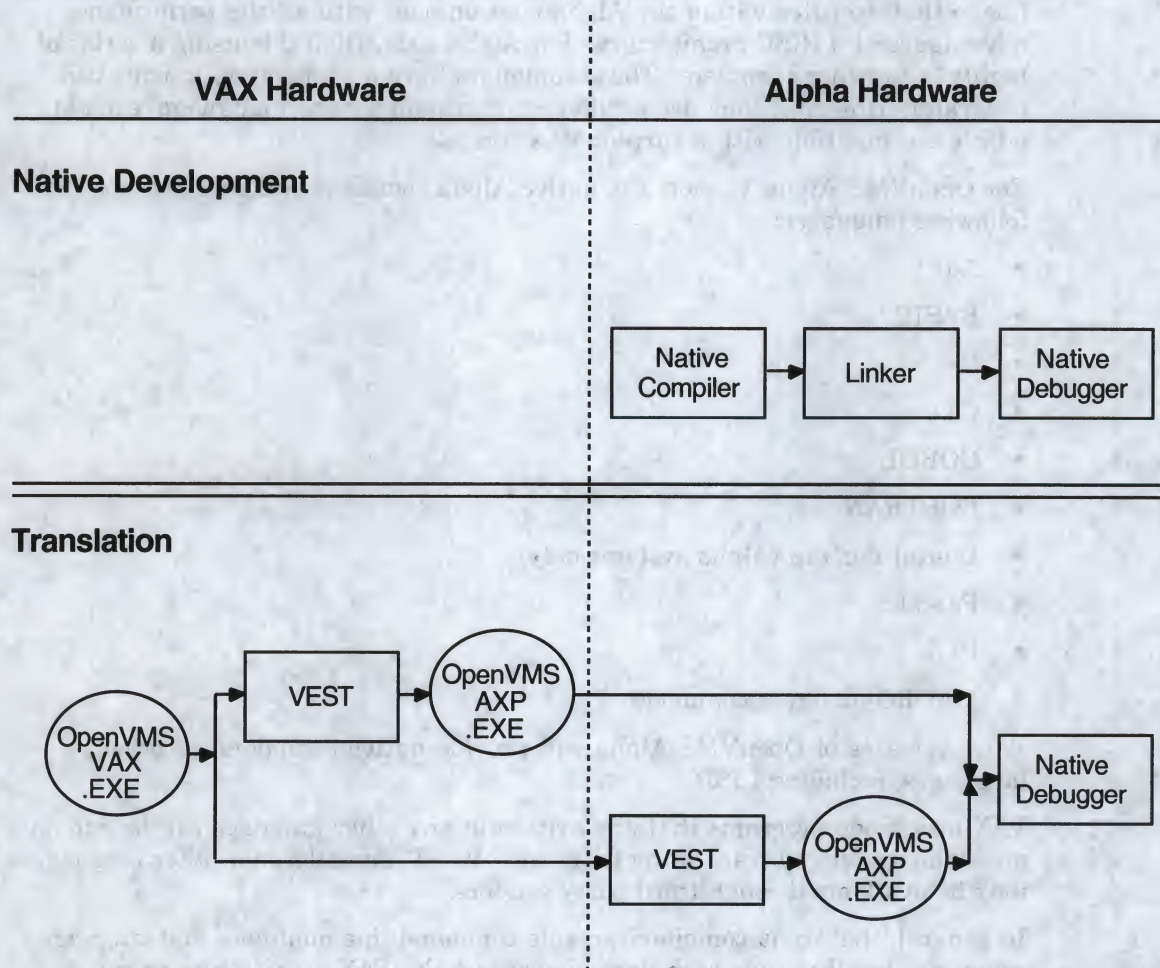 VAX Hardware
Alpha Hardware
Native Development
Native
Compiler
Linker
Native
Debugger
Translation
VEST
OpenVMS
AXP
.EXE
OpenVMS
VAX
.EXE
Native
Debugger
VEST
OpenVMS
AXP
.EXE